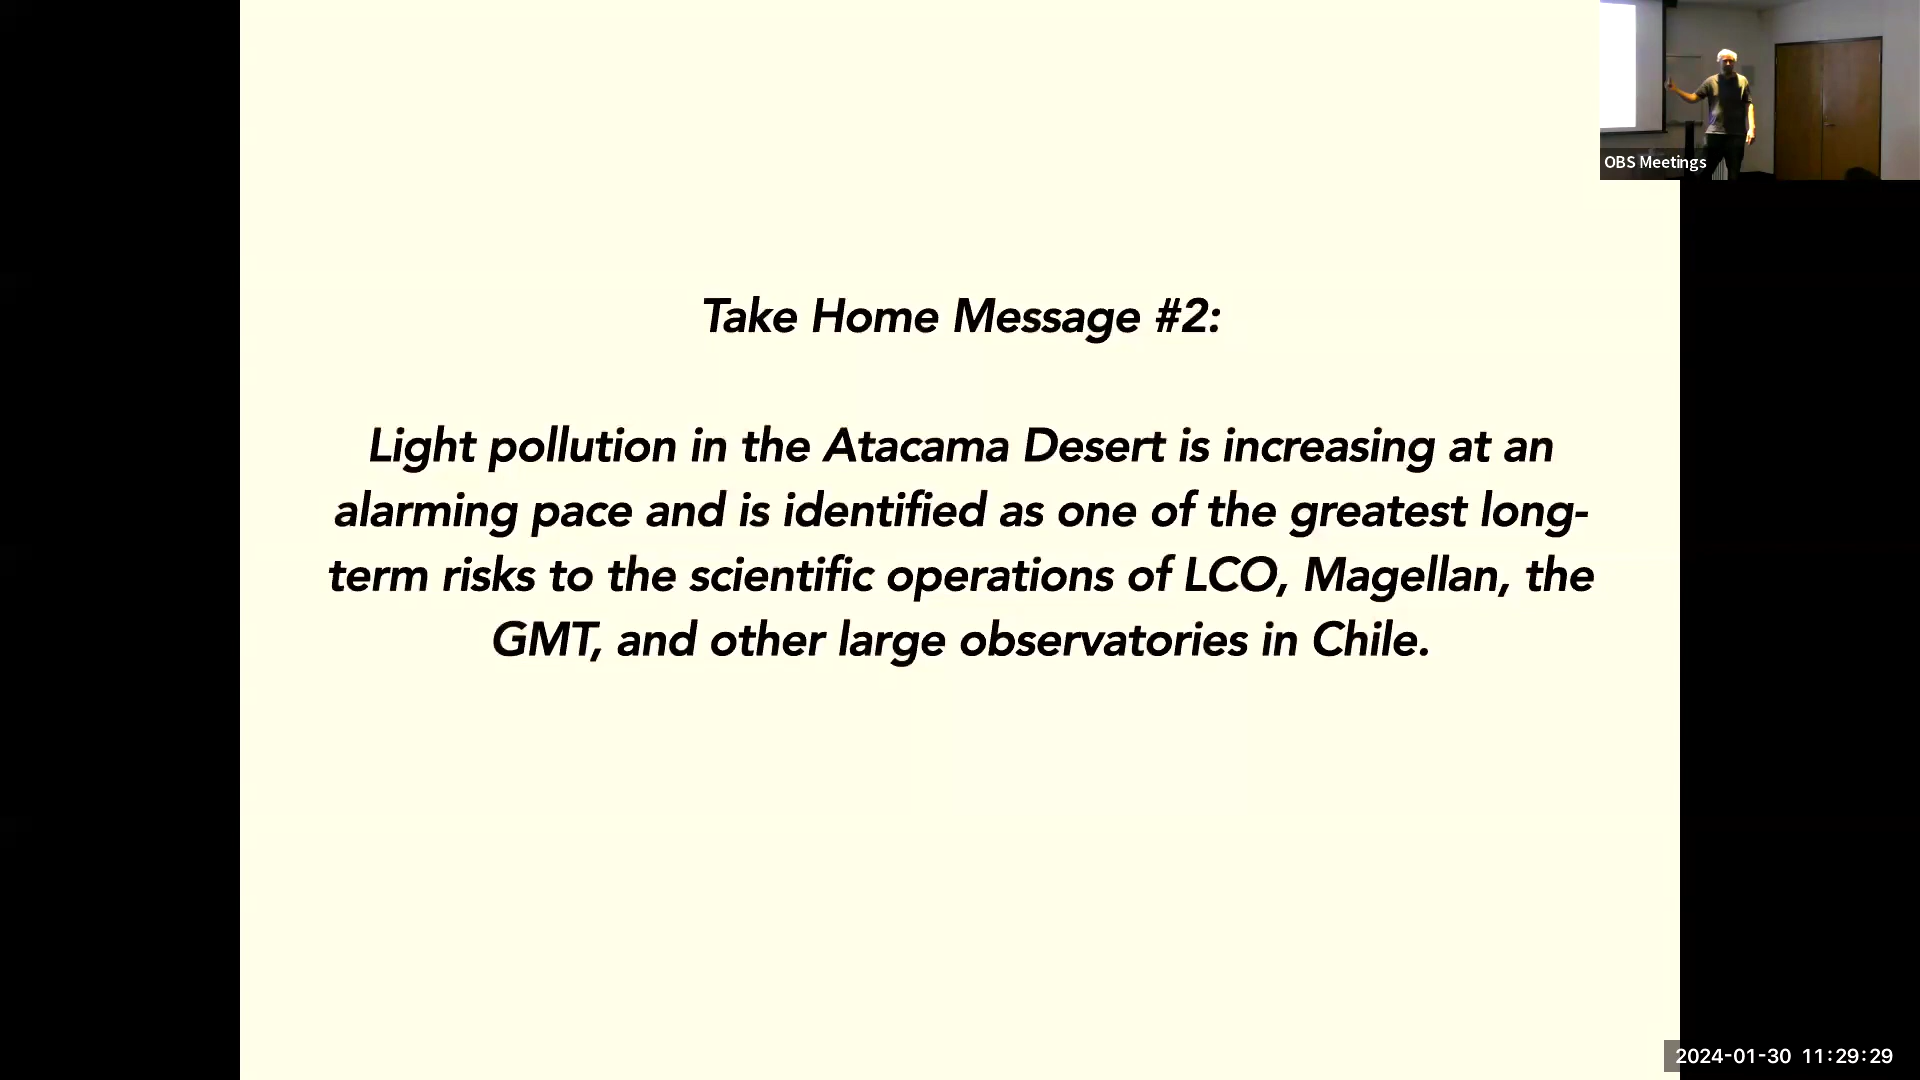 OBS Meetings
Take Home Message #2:
Light pollution in the Atacama Desert is increasing at an
alarming pace and is identified as one of the greatest long-
term risks to the scientific operations of LCO, Magellan, the
GMT, and other large observatories in Chile.
2024-01-30 11:29:29